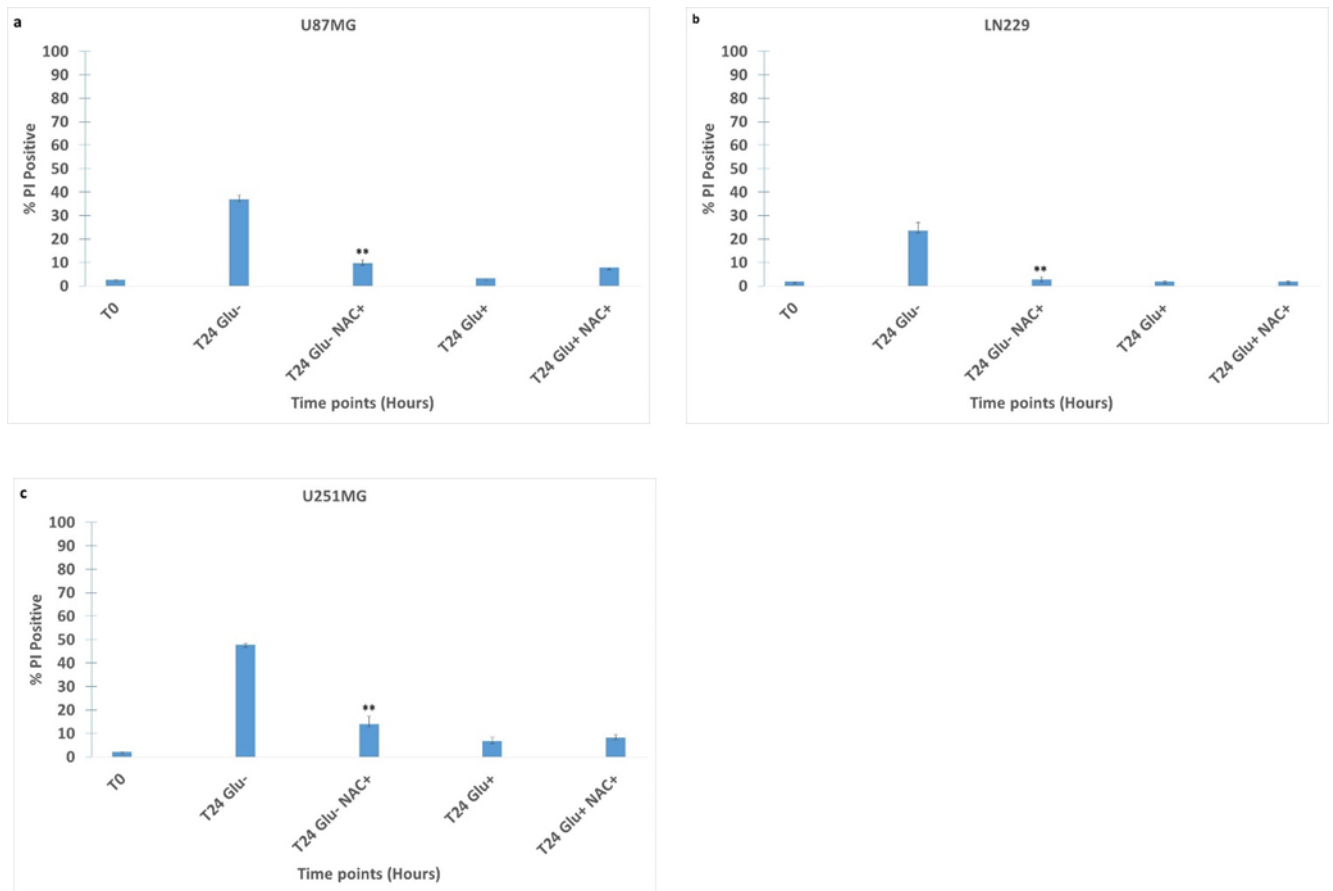 a
U87MG
100
90
80
70
60
50
40
30
20
10
0
% PI Positive
**
T0
T24 Glu-
T24 Glu- NAC+
T24 Glu+
T24 Glu+ NAC+
Time points (Hours)
b
LN229
100
90
80
70
60
50
40
30
20
10
0
% PI Positive
**
T0
T24 Glu-
T24 Glu- NAC+
T24 Glu+
T24 Glu+ NAC+
Time points (Hours)
c
U251MG
100
90
80
70
60
50
40
30
20
10
0
% PI Positive
**
T0
T24 Glu-
T24 Glu- NAC+
T24 Glu+
T24 Glu+ NAC+
Time points (Hours)